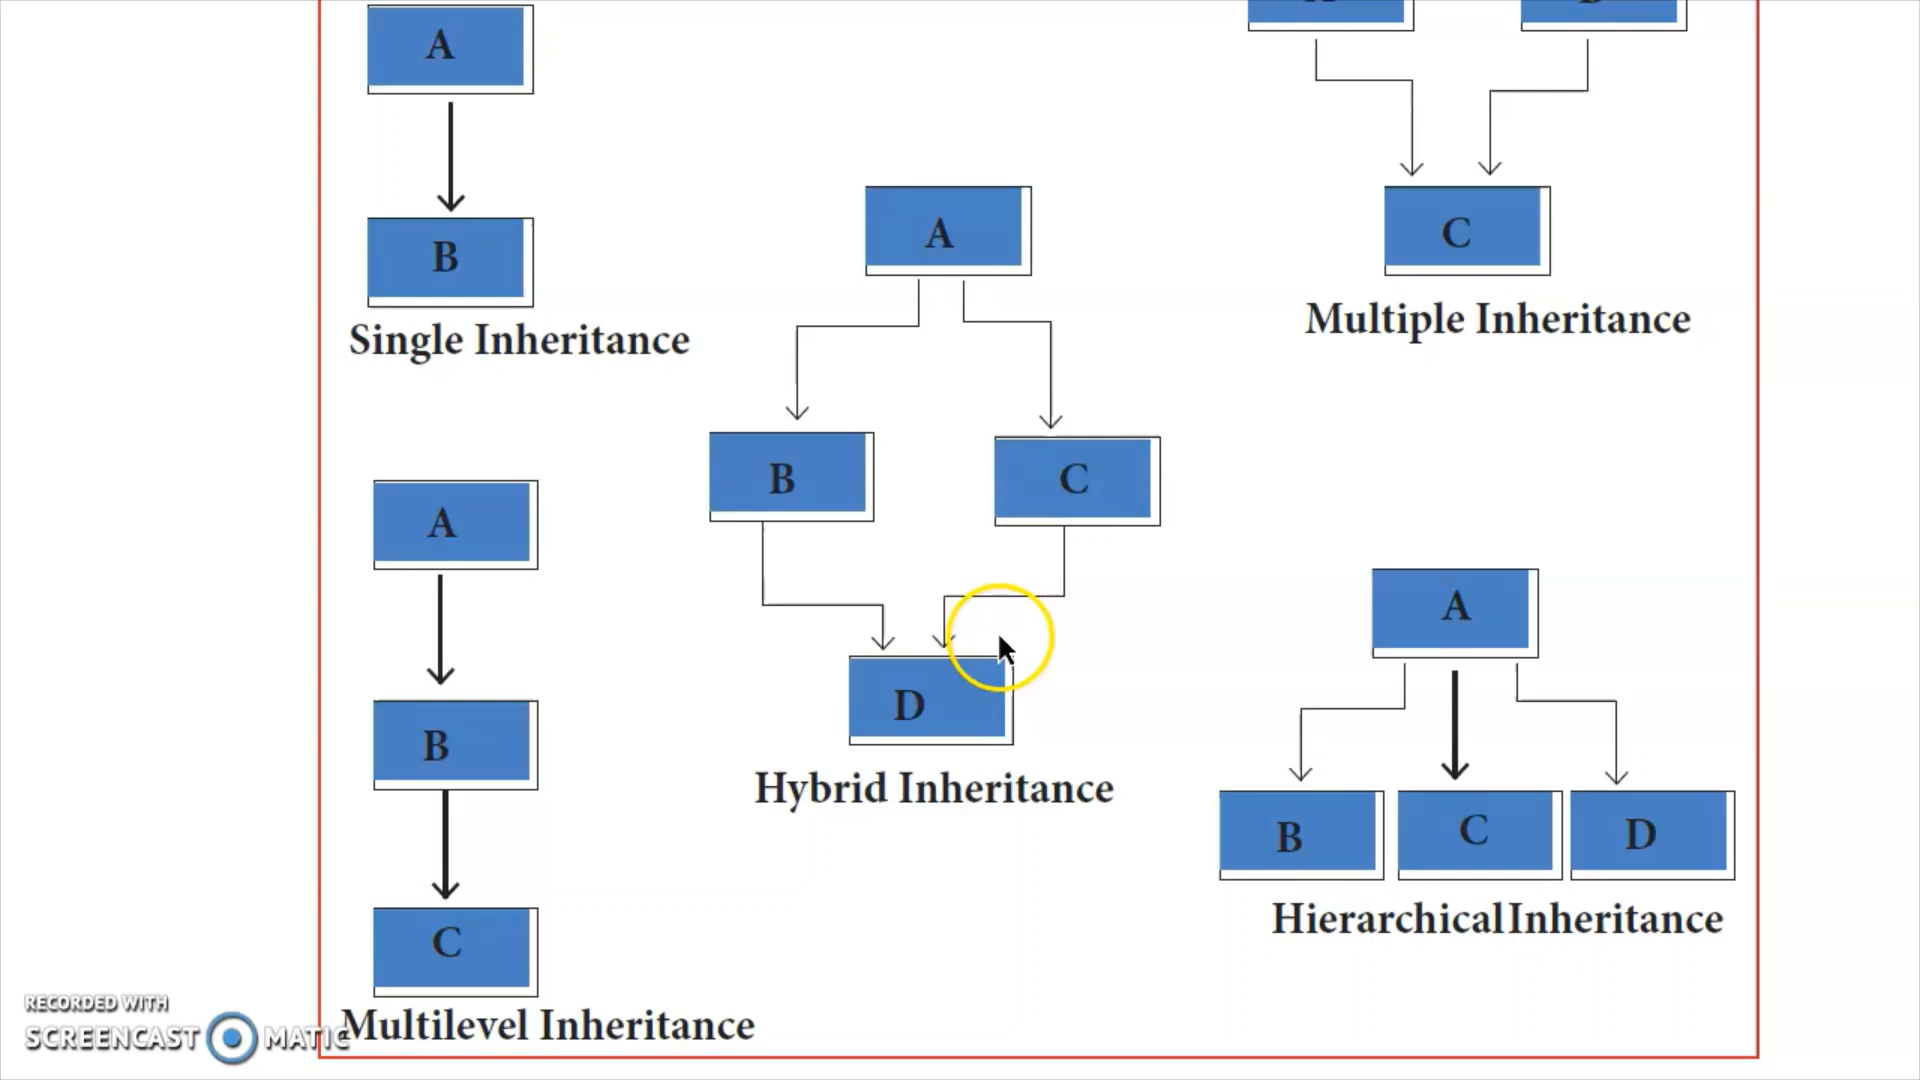 A
B
Single Inheritance
A
B
C
Multilevel Inheritance
A
B
C
D
Hybrid Inheritance
C
Multiple Inheritance
A
B
C
D
Hierarchical Inheritance
RECORDED WITH
SCREENCAST MATIC